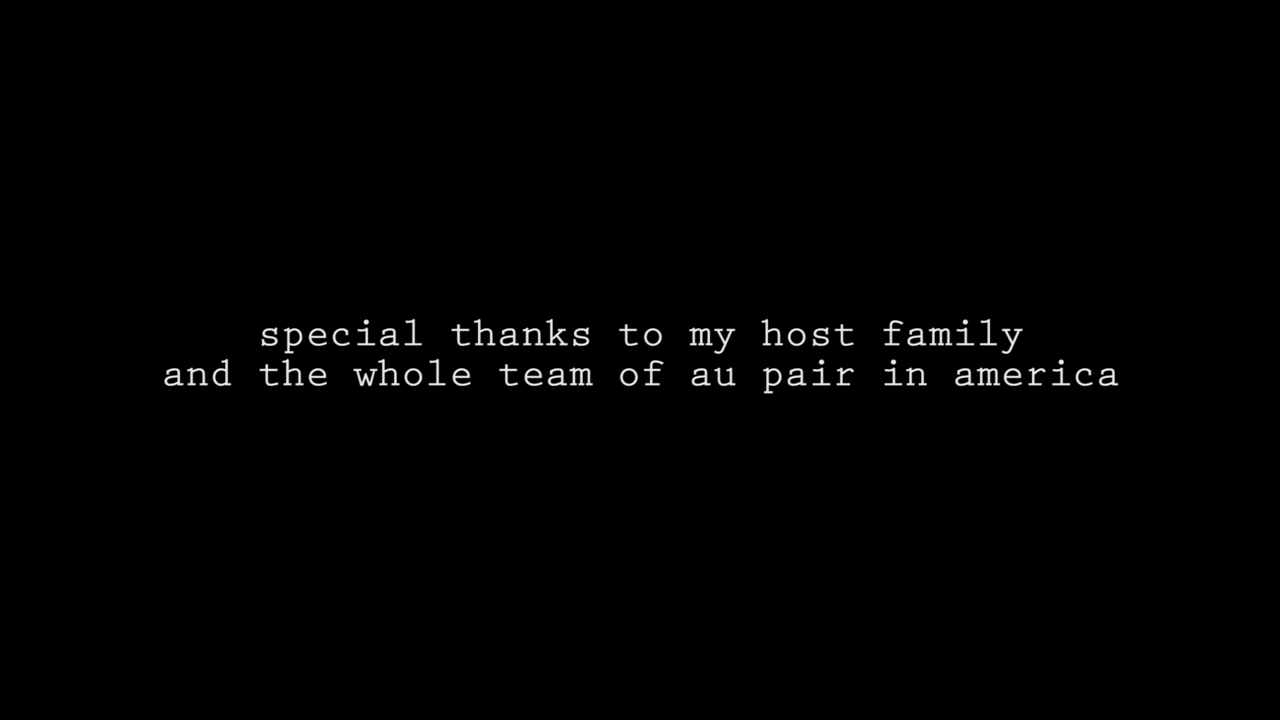 special thanks to my host family
and the whole team of au pair in america